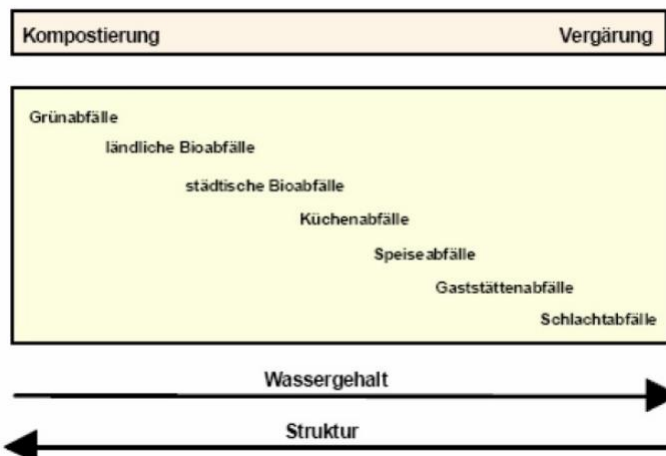 Kompostierung Vergärung
Grünabfälle
ländliche Bioabfälle
städtische Bioabfälle
Küchenabfälle
Speiseabfälle
Gaststättenabfälle
Schlachtabfälle
Wassergehalt
Struktur